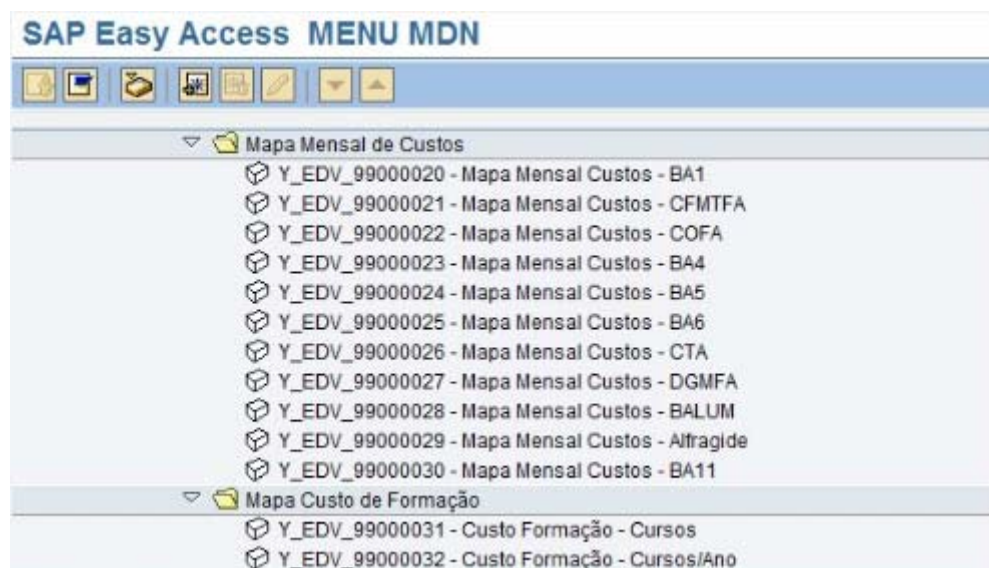 SAP Easy Access MENU MDN
Mapa Mensal de Custos
Y_EDV_99000020 - Mapa Mensal Custos - BA1
Y_EDV_99000021 - Mapa Mensal Custos - CFMTFA
Y_EDV_99000022 - Mapa Mensal Custos - COFA
Y_EDV_99000023 - Mapa Mensal Custos - BA4
Y_EDV_99000024 - Mapa Mensal Custos - BA5
Y_EDV_99000025 - Mapa Mensal Custos - BA6
Y_EDV_99000026 - Mapa Mensal Custos - CTA
Y_EDV_99000027 - Mapa Mensal Custos - DGMFA
Y_EDV_99000028 - Mapa Mensal Custos - BALUM
Y_EDV_99000029 - Mapa Mensal Custos - Alfragide
Y_EDV_99000030 - Mapa Mensal Custos - BA11
Mapa Custo de Formação
Y_EDV_99000031 - Custo Formação - Cursos
Y_EDV_99000032 - Custo Formação - Cursos/Ano